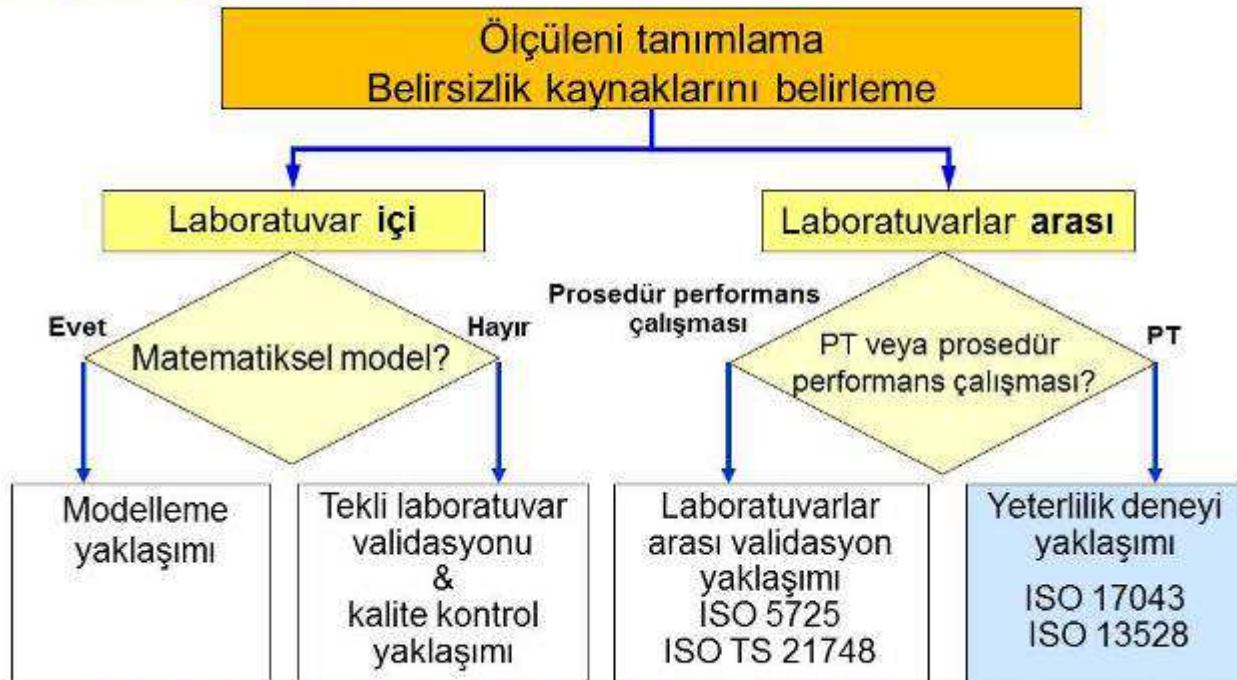 Ölçüleni tanımlama
Belirsizlik kaynaklarını belirleme
Laboratuvar içi
Laboratuvarlar arası
Evet
Matematiksel model?
Hayır
Prosedür performans
çalışması
PT veya prosedür
performans çalışması?
PT
Modelleme
yaklaşımı
Tekli laboratuvar
validasyonu
&
kalite kontrol
yaklaşımı
Laboratuvarlar
arası validasyon
yaklaşımı
ISO 5725
ISO TS 21748
Yeterlilik deneyi
yaklaşımı
ISO 17043
ISO 13528